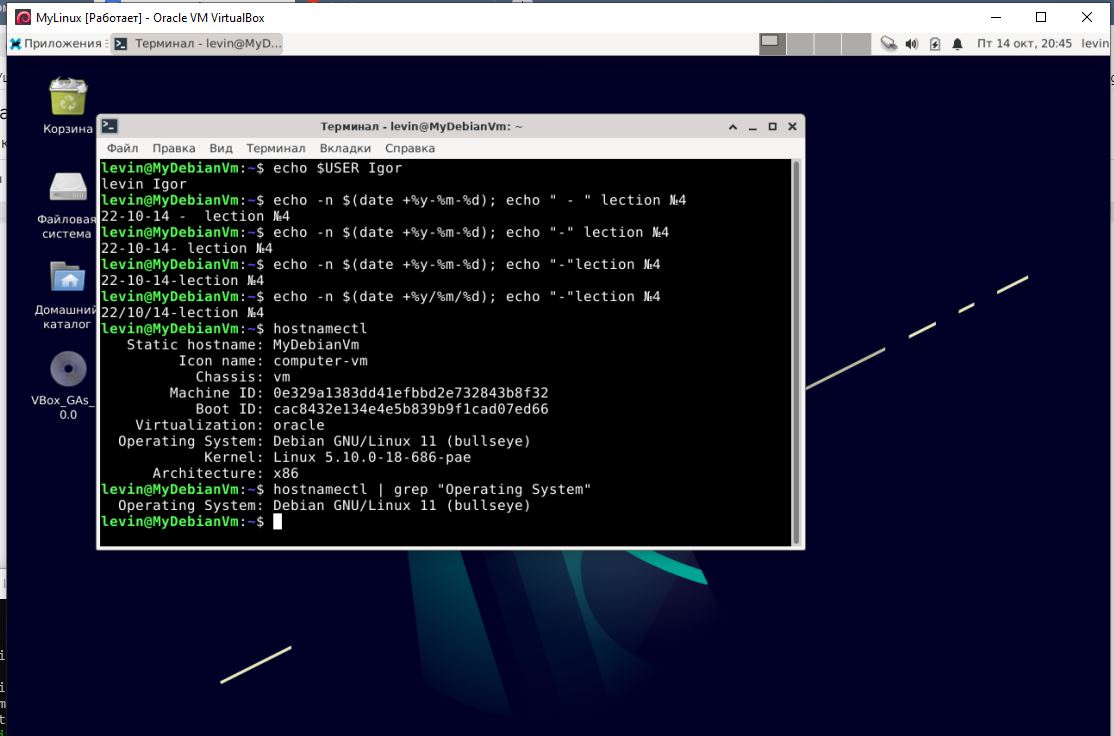 MyLinux [Работает] - Oracle VM VirtualBox
Приложения
Терминал - levin@MyD...
Пт 14 окт, 20:45 levin
Корзина
Файловая
система
Домашний
каталог
VBox_GAs_
0.0
Терминал - levin@MyDebianVm: ~
Файл Правка Вид Терминал Вкладки Справка
levin@MyDebianVm:~$ echo $USER Igor
levin Igor
levin@MyDebianVm:~$ echo -n $(date +%y-%m-%d); echo " - " lection №4
22-10-14 -  lection №4
levin@MyDebianVm:~$ echo -n $(date +%y-%m-%d); echo "-" lection №4
22-10-14- lection №4
levin@MyDebianVm:~$ echo -n $(date +%y-%m-%d); echo "-"lection №4
22-10-14-lection №4
levin@MyDebianVm:~$ echo -n $(date +%y/%m/%d); echo "-"lection №4
22/10/14-lection №4
levin@MyDebianVm:~$ hostnamectl
Static hostname: MyDebianVm
Icon name: computer-vm
Chassis: vm
Machine ID: 0e329a1383dd41efbbd2e732843b8f32
Boot ID: cac8432e134e4e5b839b9f1cad07ed66
Virtualization: oracle
Operating System: Debian GNU/Linux 11 (bullseye)
Kernel: Linux 5.10.0-18-686-pae
Architecture: x86
levin@MyDebianVm:~$ hostnamectl | grep "Operating System"
Operating System: Debian GNU/Linux 11 (bullseye)
levin@MyDebianVm:~$